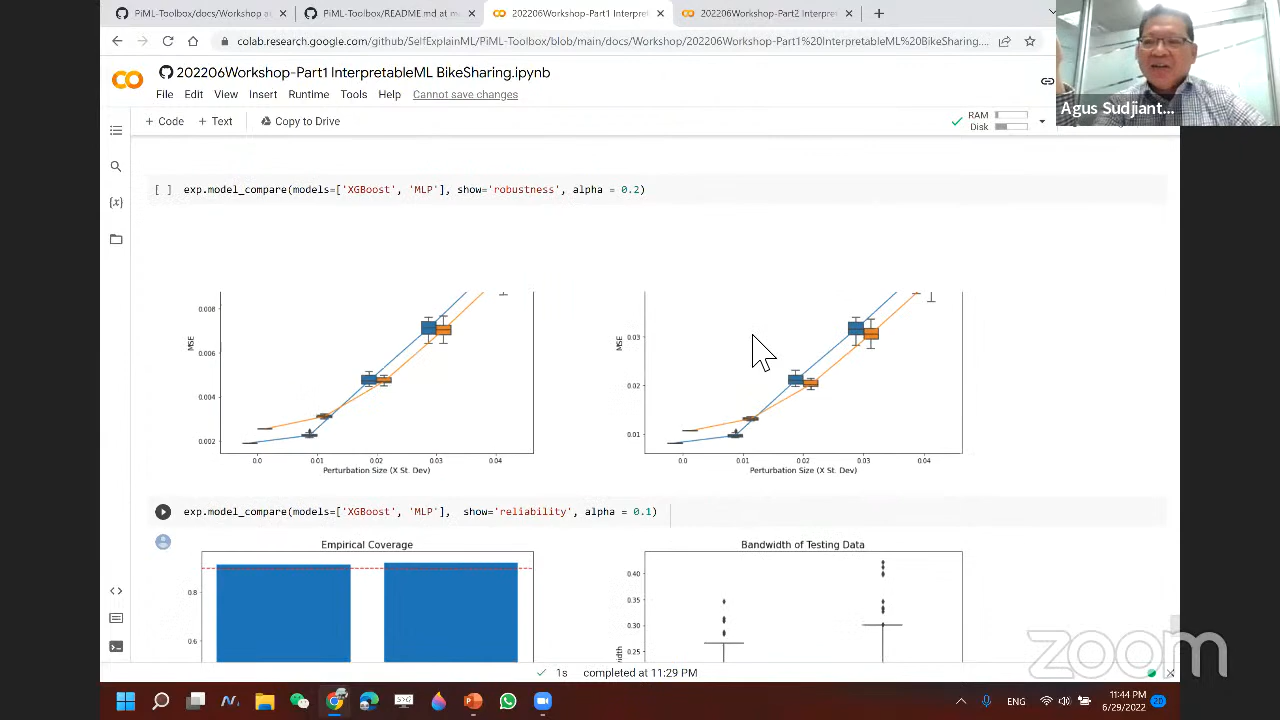 PiML-Toolbox/docs/Workshop at
PiML-Toolbox/README.md at m
202206Workshop-Part1 Interpret
202206Workshop-Part2 Interpret
colab.research.google.com/github/SelfExplainML/PiML-Toolbox/blob/main/docs/Workshop/202206Workshop-Part1%20InterpretableML%20BikeSharing....
202206Workshop-Part1 InterpretableML BikeSharing.ipynb
File Edit View Insert Runtime Tools Help Cannot save changes
Agus Sudjiant...
+ Code + Text Copy to Drive
RAM
Disk
[ ] exp.model_compare(models=['XGBoost', 'MLP'], show='robustness', alpha = 0.2)
0.008
0.006
0.004
0.002
MSE
0.0 0.01 0.02 0.03 0.04
Perturbation Size (X St. Dev)
0.03
0.02
0.01
MSE
0.0 0.01 0.02 0.03 0.04
Perturbation Size (X St. Dev)
exp.model_compare(models=['XGBoost', 'MLP'], show='reliability', alpha = 0.1)
Empirical Coverage
0.8
0.6
Bandwidth of Testing Data
0.40
0.35
0.30
0.25
width
zoom
1s completed at 11:29 PM
ENG
11:44 PM
6/29/2022